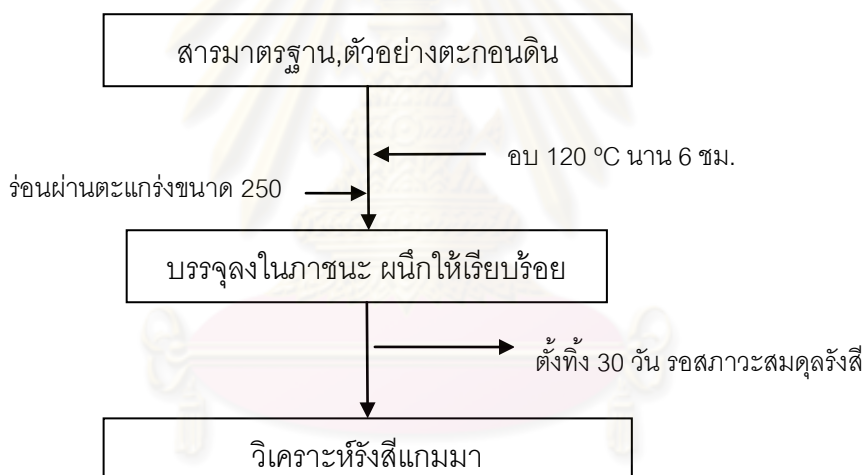 สารมาตรฐาน,ตัวอย่างตะกอนดิน
อบ 120 ºC นาน 6 ชม.
ร่อนผ่านตะแกร่งขนาด 250
บรรจุลงในภาชนะ ผนึกให้เรียบร้อย
ตั้งทิ้ง 30 วัน รอสภาวะสมดุลรังสี
วิเคราะห์รังสีแกมมา